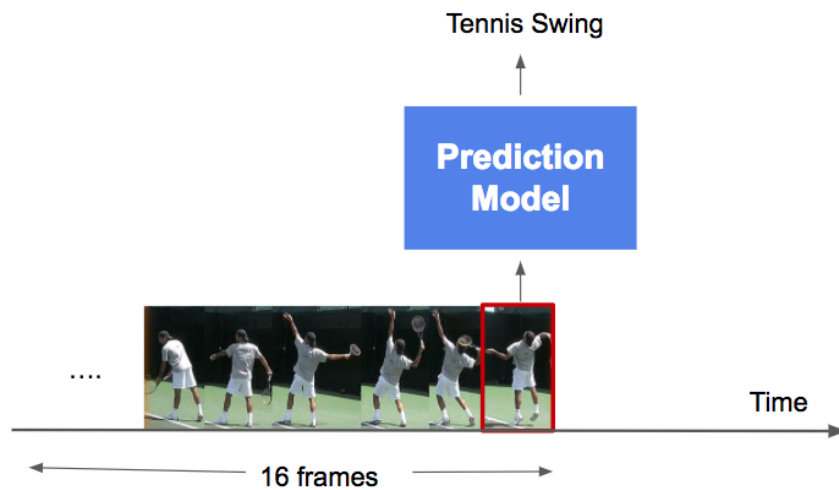 Tennis Swing
Prediction
Model
....
Time
16 frames